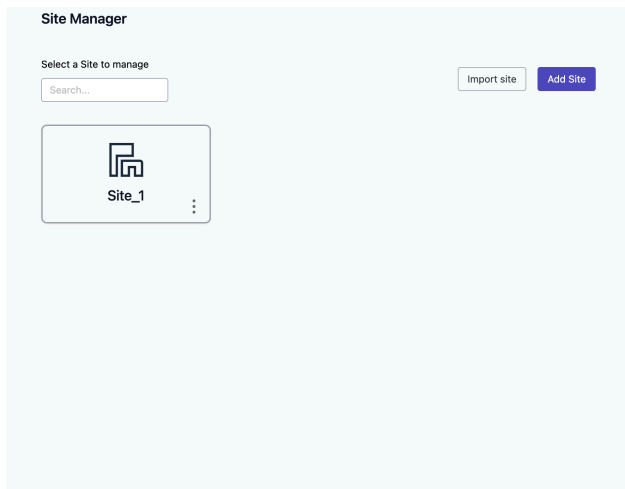 Site Manager
Select a Site to manage
Search...
Import site
Add Site
Site_1